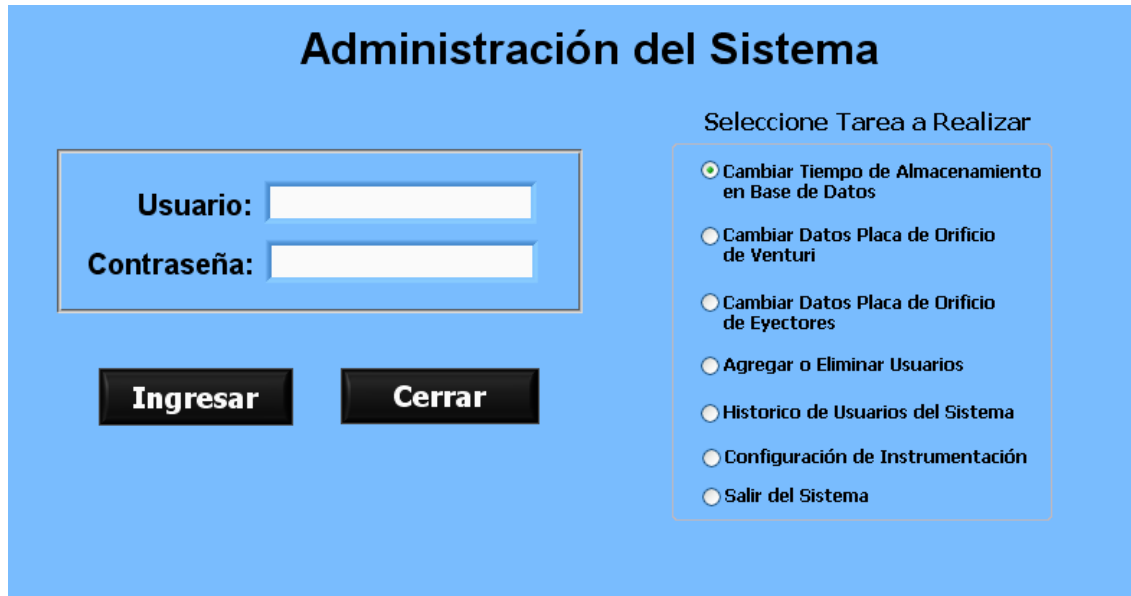 Administración del Sistema
Usuario:
Contraseña:
Ingresar
Cerrar
Seleccione Tarea a Realizar
Cambiar Tiempo de Almacenamiento
en Base de Datos
Cambiar Datos Placa de Orificio
de Venturi
Cambiar Datos Placa de Orificio
de Eyectores
Agregar o Eliminar Usuarios
Historico de Usuarios del Sistema
Configuración de Instrumentación
Salir del Sistema